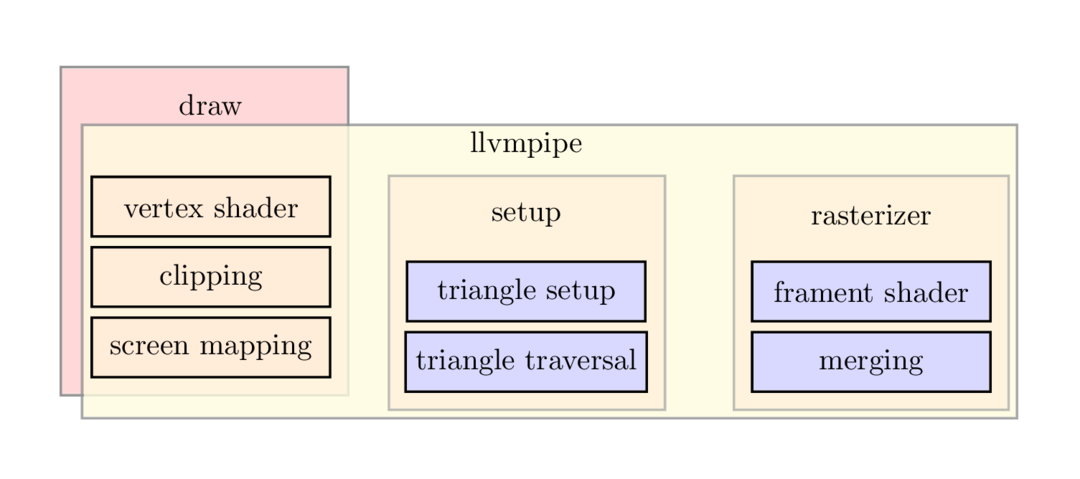 draw
llvmpipe
vertex shader
clipping
screen mapping
setup
triangle setup
triangle traversal
rasterizer
frament shader
merging